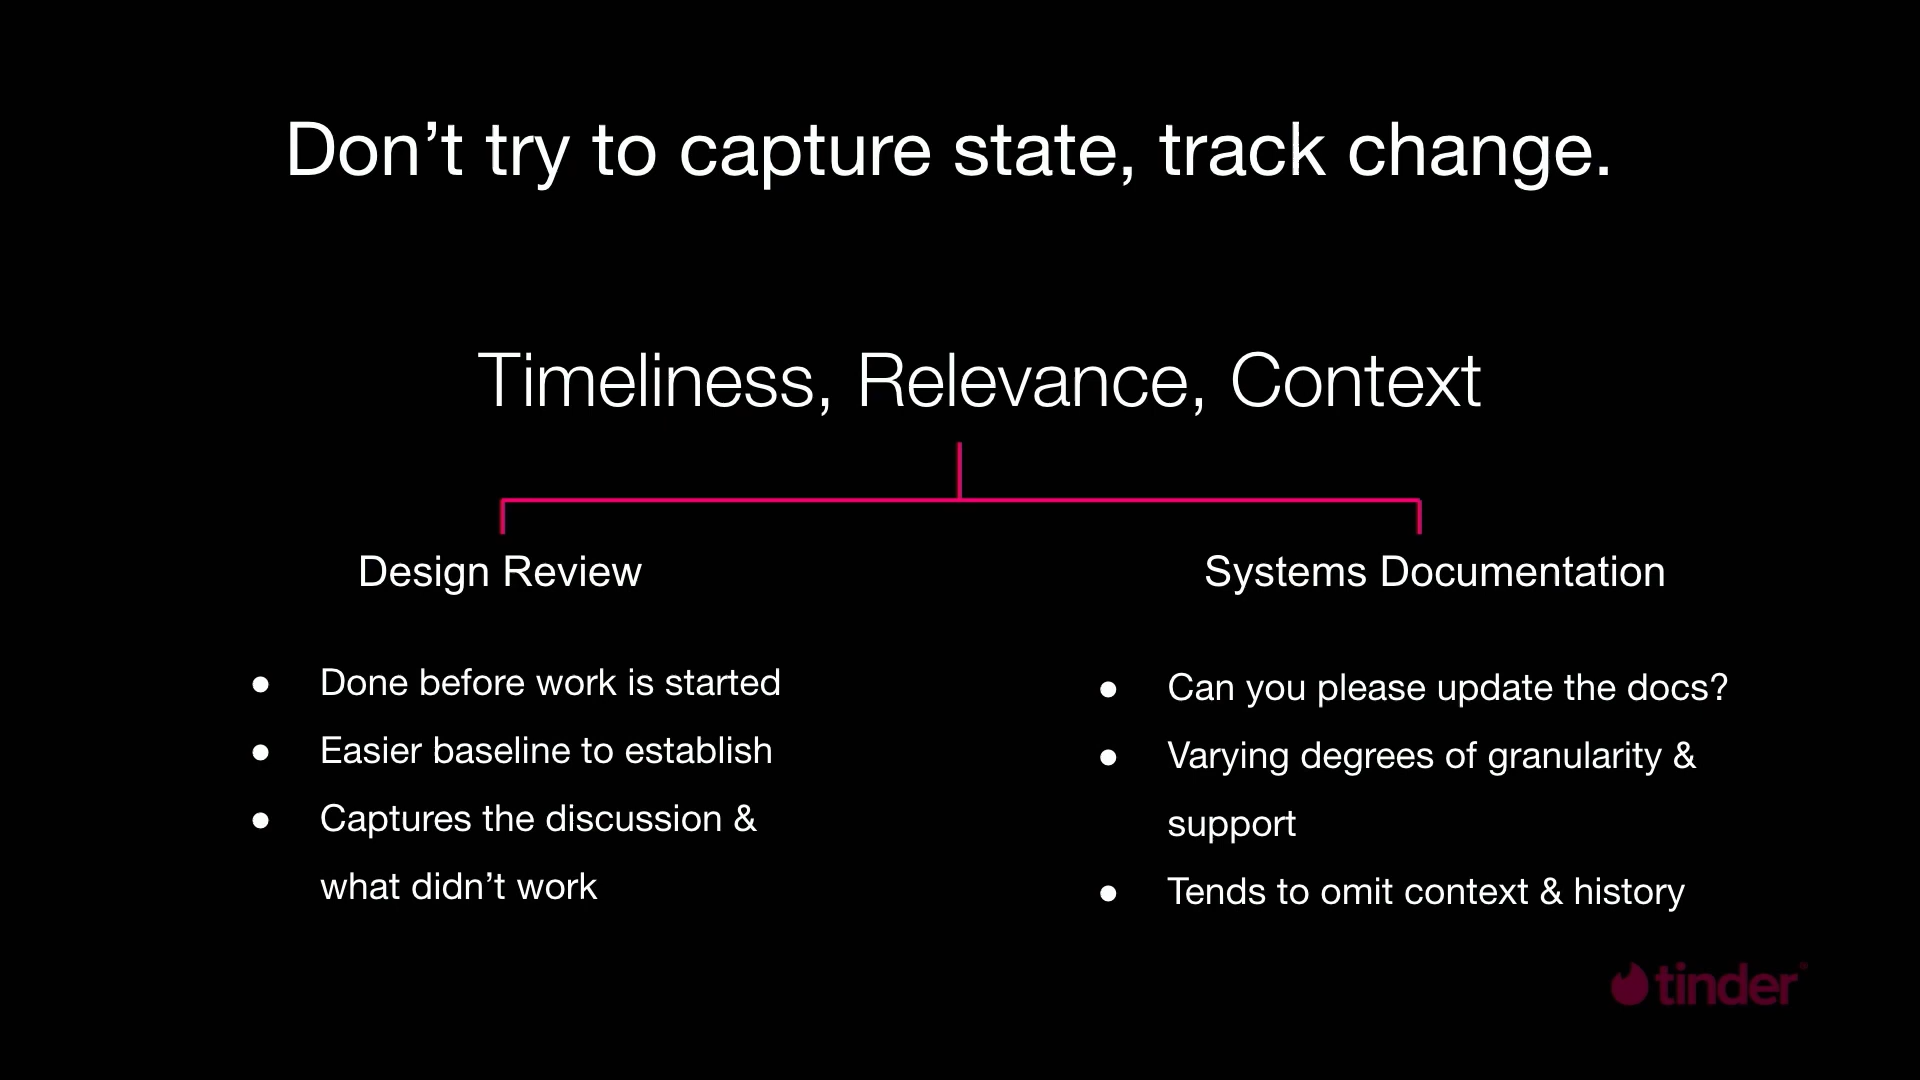 Don’t try to capture state, track change.
Timeliness, Relevance, Context
Design Review
● Done before work is started
● Easier baseline to establish
● Captures the discussion &
what didn’t work
Systems Documentation
● Can you please update the docs?
● Varying degrees of granularity &
support
● Tends to omit context & history
tinder